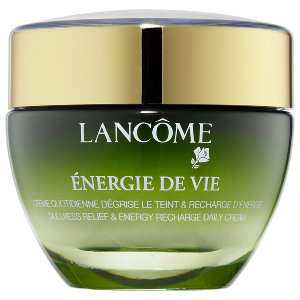 LANCÔME
ÉNERGIE DE VIE
CRÈME QUOTIDIENNE DÉGRISE LE TEINT & RECHARGE D'ÉNERGIE
DULLNESS RELIEF & ENERGY RECHARGE DAILY CREAM